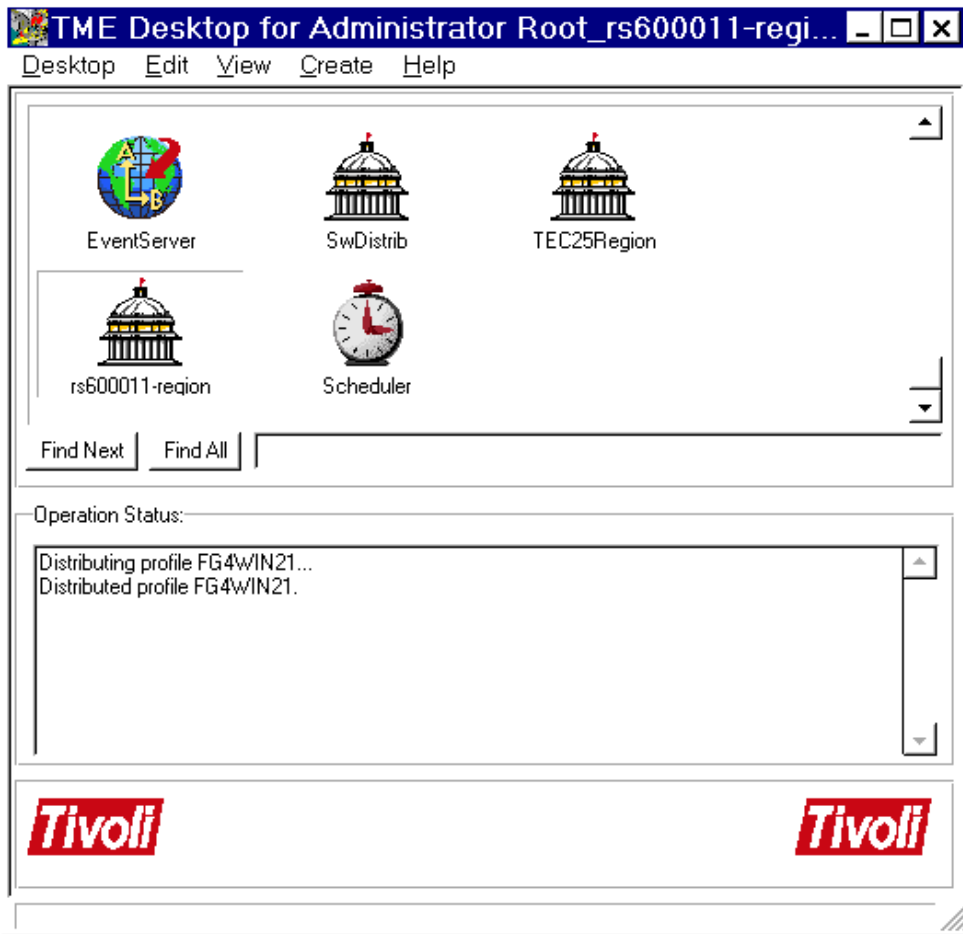 TME Desktop for Administrator Root_rs600011-regi...
Desktop Edit View Create Help
A
B
EventServer SwDistrib TEC25Region
rs600011-region Scheduler
Find Next Find All
Operation Status:
Distributing profile FG4WIN21...
Distributed profile FG4WIN21.
Tivoli Tivoli